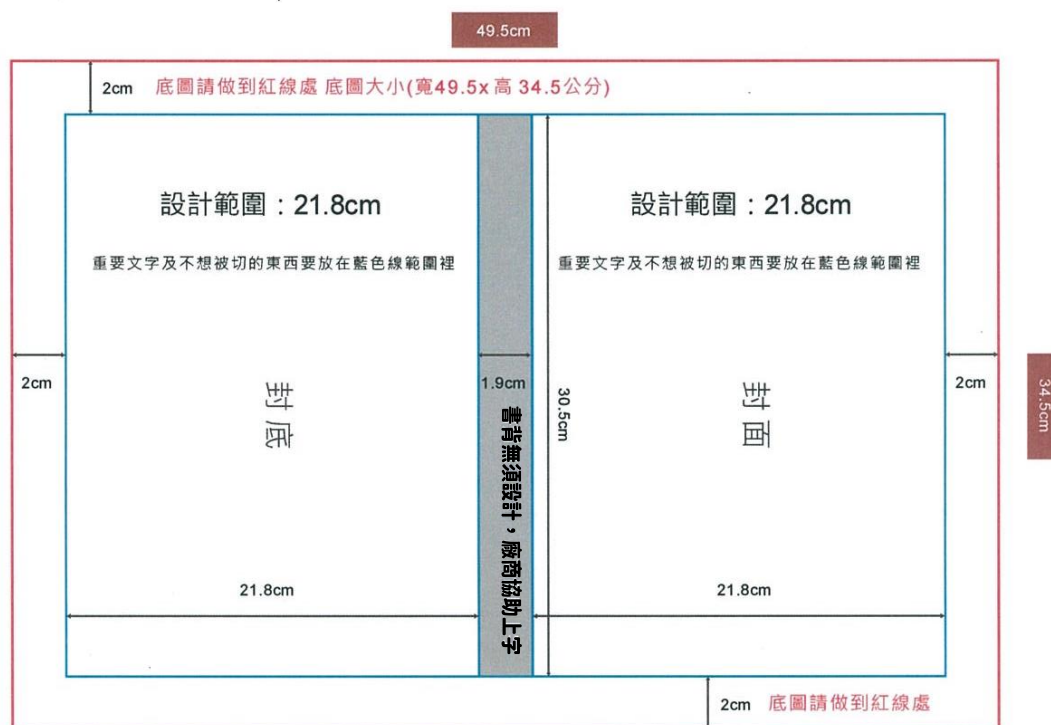 49.5cm
2cm 底圖請做到紅線處 底圖大小(寬49.5x 高 34.5公分)
設計範圍：21.8cm
設計範圍：21.8cm
重要文字及不想被切的東西要放在藍色線範圍裡
重要文字及不想被切的東西要放在藍色線範圍裡
2cm
封底
1.9cm
書背無須設計，廠商協助上字
30.5cm
封面
2cm
34.5cm
21.8cm
21.8cm
2cm 底圖請做到紅線處